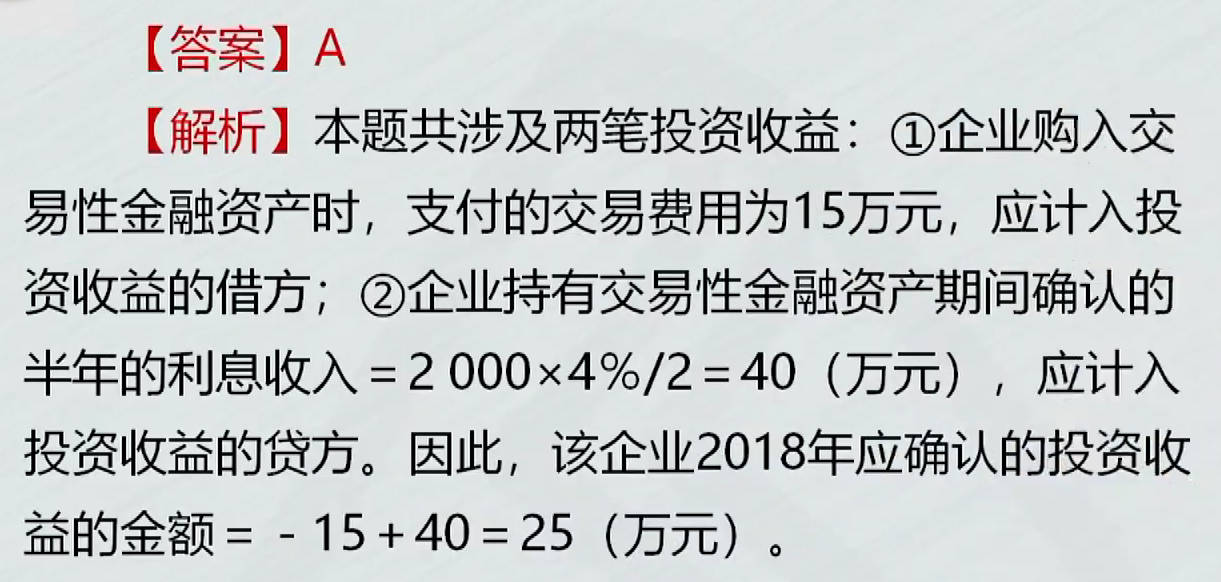 【答案】A
【解析】本题共涉及两笔投资收益：①企业购入交
易性金融资产时，支付的交易费用为15万元，应计入投
资收益的借方；②企业持有交易性金融资产期间确认的
半年的利息收入＝2 000×4%/2＝40（万元），应计入
投资收益的贷方。因此，该企业2018年应确认的投资收
益的金额＝－15＋40＝25（万元）。